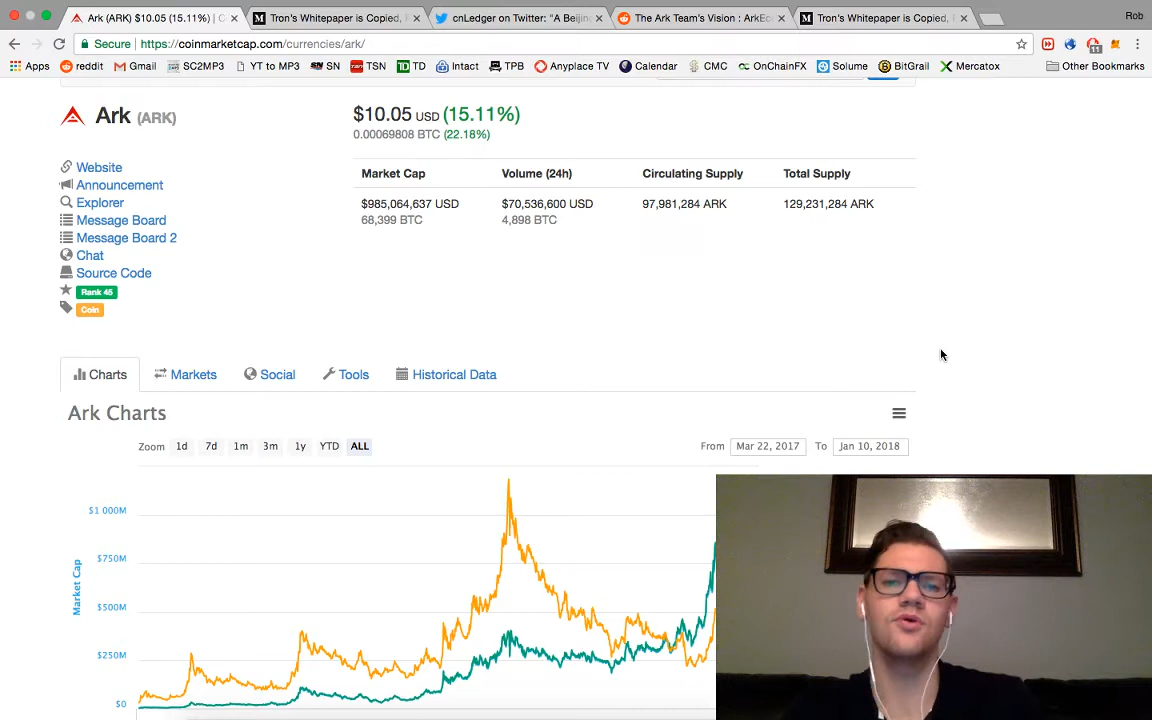 Ark (ARK) $10.05 (15.11%) | C
Tron's Whitepaper is Copied,
cnLedger on Twitter: "A Beijin
The Ark Team's Vision : ArkEc
Tron's Whitepaper is Copied,
Rob
Secure | https://coinmarketcap.com/currencies/ark/
11
Apps reddit Gmail SC2MP3 YT to MP3 SN TSN TD Intact TPB Anyplace TV Calendar CMC OnChainFX Solume BitGrail Mercatox Other Bookmarks
Ark (ARK)
$10.05 USD (15.11%)
0.00069808 BTC (22.18%)
Website
Announcement
Explorer
Message Board
Message Board 2
Chat
Source Code
Rank 45
Coin
Market Cap Volume (24h) Circulating Supply Total Supply
$985,064,637 USD $70,536,600 USD 97,981,284 ARK 129,231,284 ARK
68,399 BTC 4,898 BTC
Charts Markets Social Tools Historical Data
Ark Charts
Zoom 1d 7d 1m 3m 1y YTD ALL From Mar 22, 2017 To Jan 10, 2018
Market Cap
$1 000M
$750M
$500M
$250M
$0